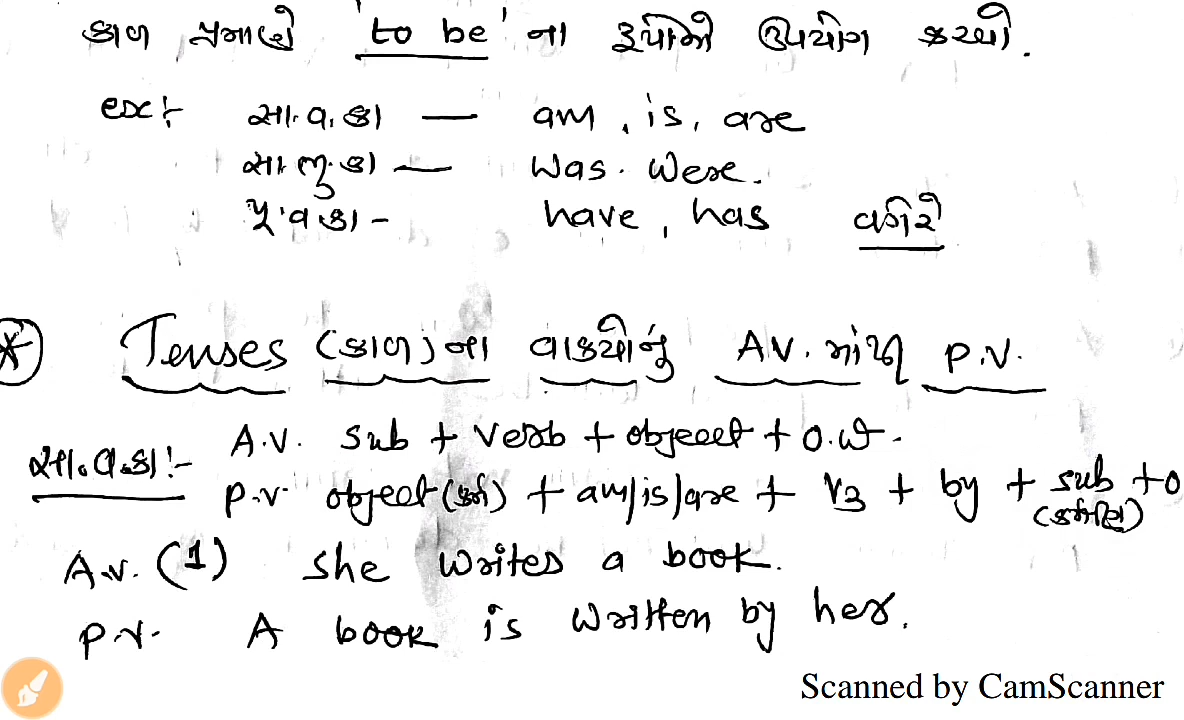 કાળ પ્રમાણે 'to be' ના રૂપોનો ઉપયોગ કરવો.
ex:- સા.વ.કા — am, is, are
સા.ભૂ.કા — was. were.
પૂ.વ.કા - have, has વગેરે
* Tenses (કાળ) ના વાક્યોનું A.V. માંથી P.V.
સા.વ.કા:- A.V. sub + verb + object + O.W.
P.V. object (કર્મ) + am/is/are + V3 + by + sub + O
A.V. (1) she writes a book.
P.V. A book is written by her.
Scanned by CamScanner